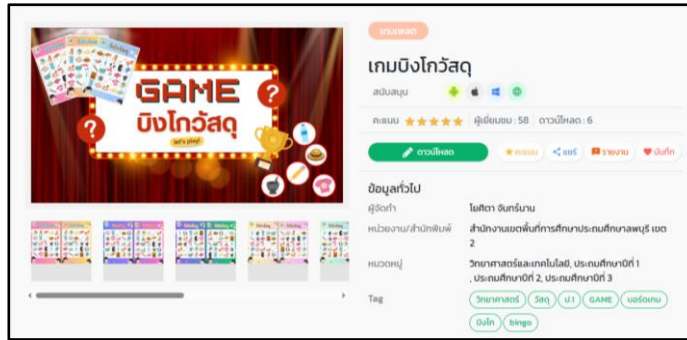 GAME
บิงโกวัสดุ
let's play!
เกมเพลต
เกมบิงโกวัสดุ
สนับสนุน
คะแนน
ผู้เยี่ยมชม : 58
ดาวน์โหลด : 6
ดาวน์โหลด
คะแนน
แชร์
รายงาน
บันทึก
ข้อมูลทั่วไป
ผู้จัดทำ โยศิตา จันทร์นาน
หน่วยงาน/สำนักพิมพ์ สำนักงานเขตพื้นที่การศึกษาประถมศึกษาลพบุรี เขต
2
หมวดหมู่ วิทยาศาสตร์และเทคโนโลยี, ประถมศึกษาปีที่ 1
, ประถมศึกษาปีที่ 2, ประถมศึกษาปีที่ 3
Tag วิทยาศาสตร์ วัสดุ ป.1 GAME บอร์ดเกม
บิงโก bingo